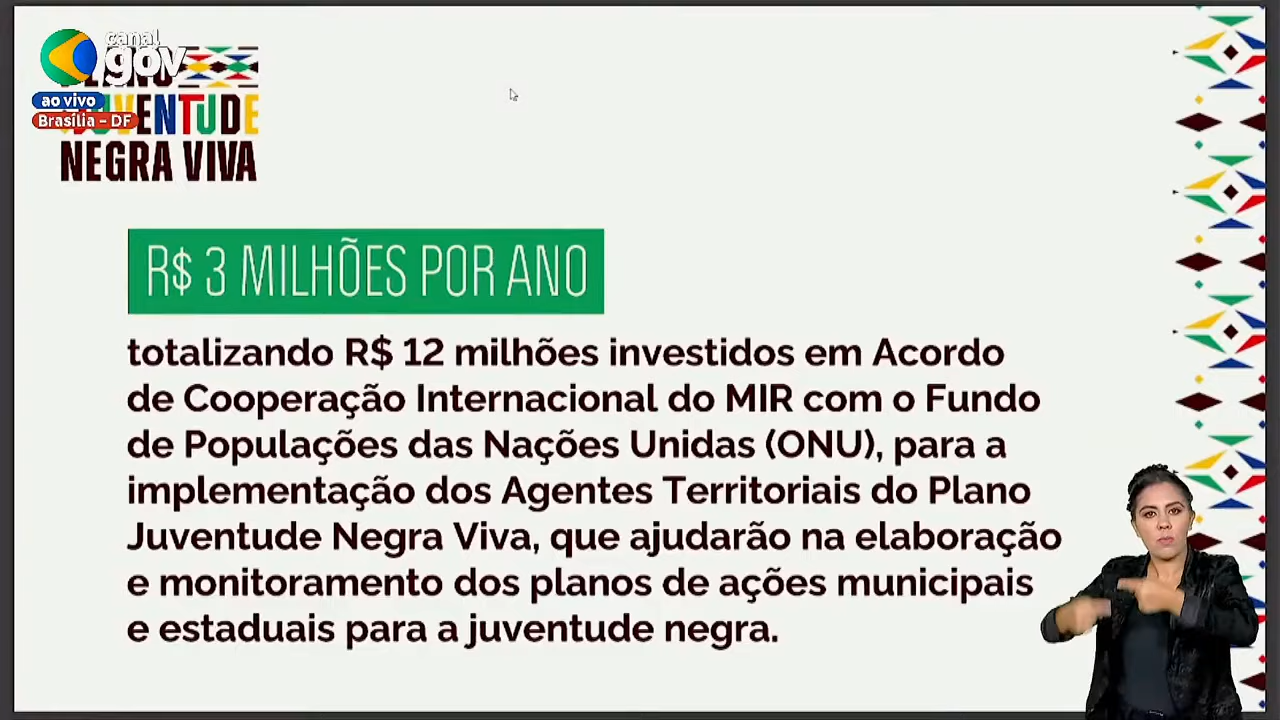 canal
gov
ao vivo
Brasília – DF
JUVENTUDE
NEGRA VIVA
R$ 3 MILHÕES POR ANO
totalizando R$ 12 milhões investidos em Acordo
de Cooperação Internacional do MIR com o Fundo
de Populações das Nações Unidas (ONU), para a
implementação dos Agentes Territoriais do Plano
Juventude Negra Viva, que ajudarão na elaboração
e monitoramento dos planos de ações municipais
e estaduais para a juventude negra.